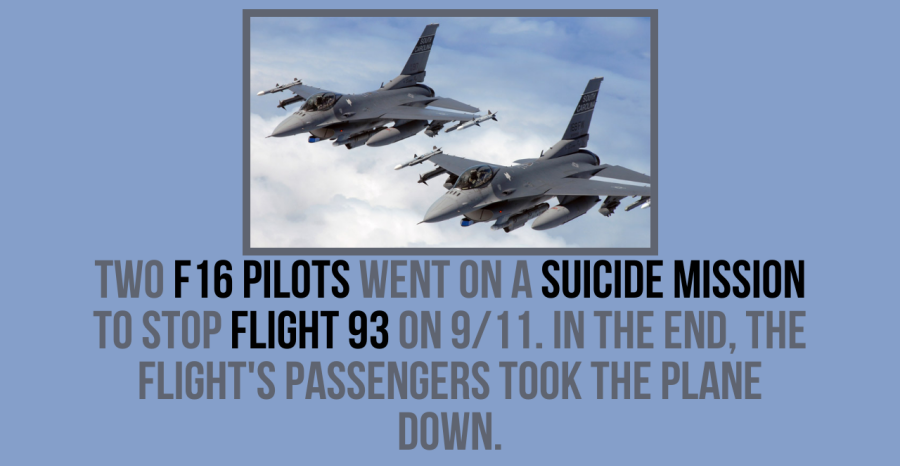 TWO F16 PILOTS WENT ON A SUICIDE MISSION
TO STOP FLIGHT 93 ON 9/11. IN THE END, THE
FLIGHT'S PASSENGERS TOOK THE PLANE
DOWN.